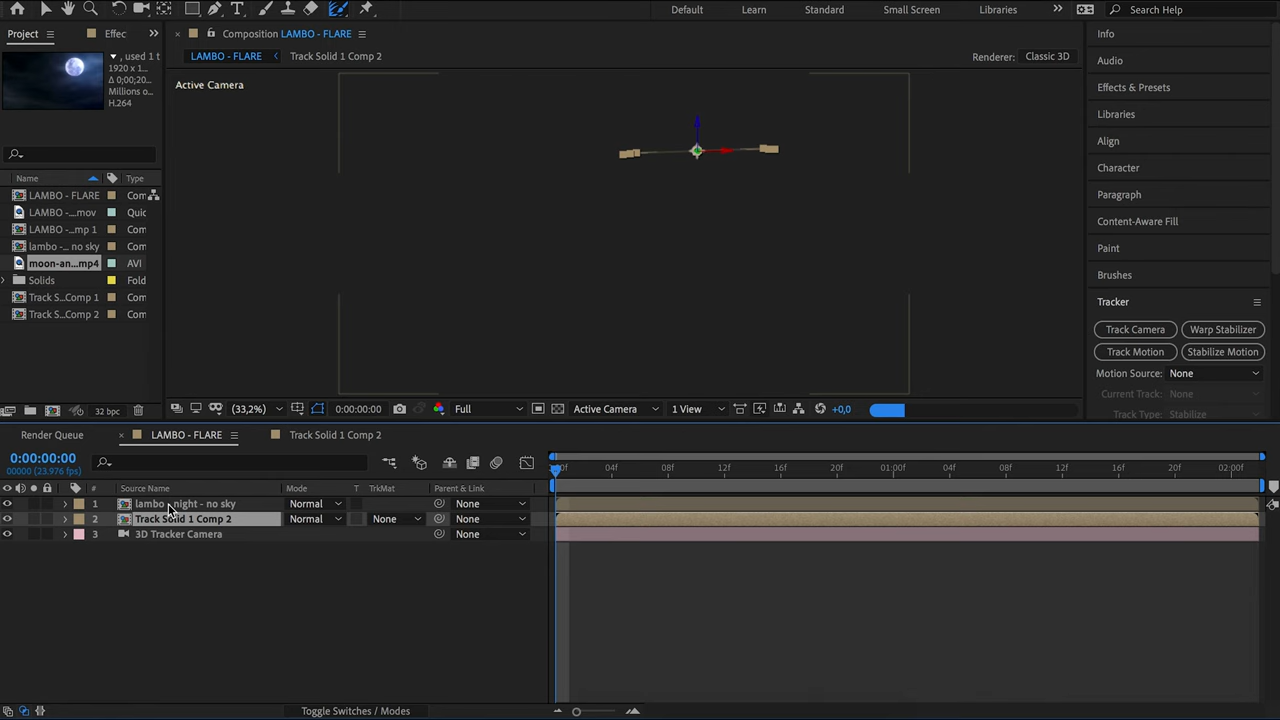 Default
Learn
Standard
Small Screen
Libraries
Search Help
Project
Effec
Composition LAMBO - FLARE
Info
, used 1 t
1920 x 1...
Δ 0;00;20...
Millions o
H.264
LAMBO - FLARE
Track Solid 1 Comp 2
Renderer:
Classic 3D
Audio
Active Camera
Effects & Presets
Libraries
Align
Character
Name
Type
Paragraph
LAMBO - FLARE
Com
LAMBO -....mov
Quic
LAMBO -...mp 1
Com
lambo -... no sky
Com
moon-an...mp4
AVI
Solids
Fold
Track S...Comp 1
Com
Track S...Comp 2
Com
Content-Aware Fill
Paint
Brushes
Tracker
Track Camera
Warp Stabilizer
Track Motion
Stabilize Motion
Motion Source:
None
Current Track:
None
Track Type:
Stabilize
32 bpc
(33,2%)
0:00:00:00
Full
Active Camera
1 View
+0,0
Render Queue
LAMBO - FLARE
Track Solid 1 Comp 2
0:00:00:00
00000 (23.976 fps)
:00f
04f
08f
12f
16f
20f
01:00f
04f
08f
12f
16f
20f
02:00f
#
Source Name
Mode
T
TrkMat
Parent & Link
1
lambo - night - no sky
Normal
None
2
Track Solid 1 Comp 2
Normal
None
None
3
3D Tracker Camera
None
Toggle Switches / Modes